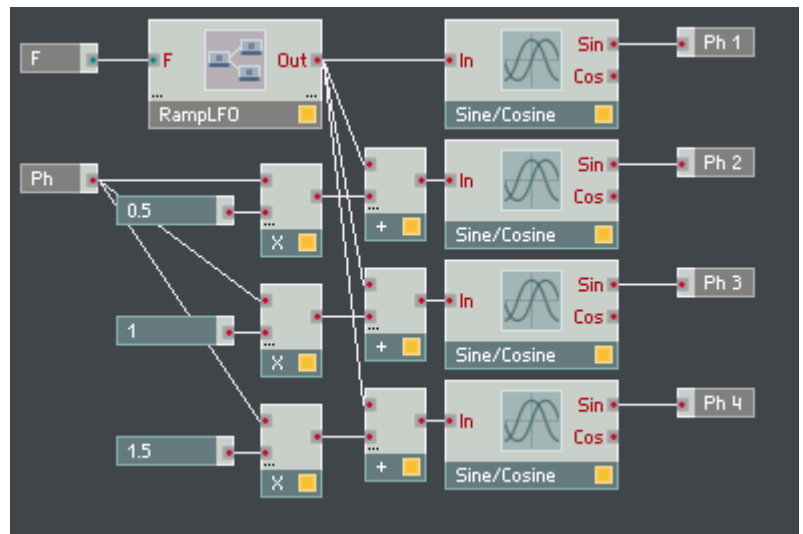 F
F
Out
...
...
RampLFO
In
Sin
Cos
Sine/Cosine
Ph 1
Ph
0.5
...
X
...
+
In
Sin
Cos
Sine/Cosine
Ph 2
1
...
X
...
+
In
Sin
Cos
Sine/Cosine
Ph 3
1.5
...
X
...
+
In
Sin
Cos
Sine/Cosine
Ph 4